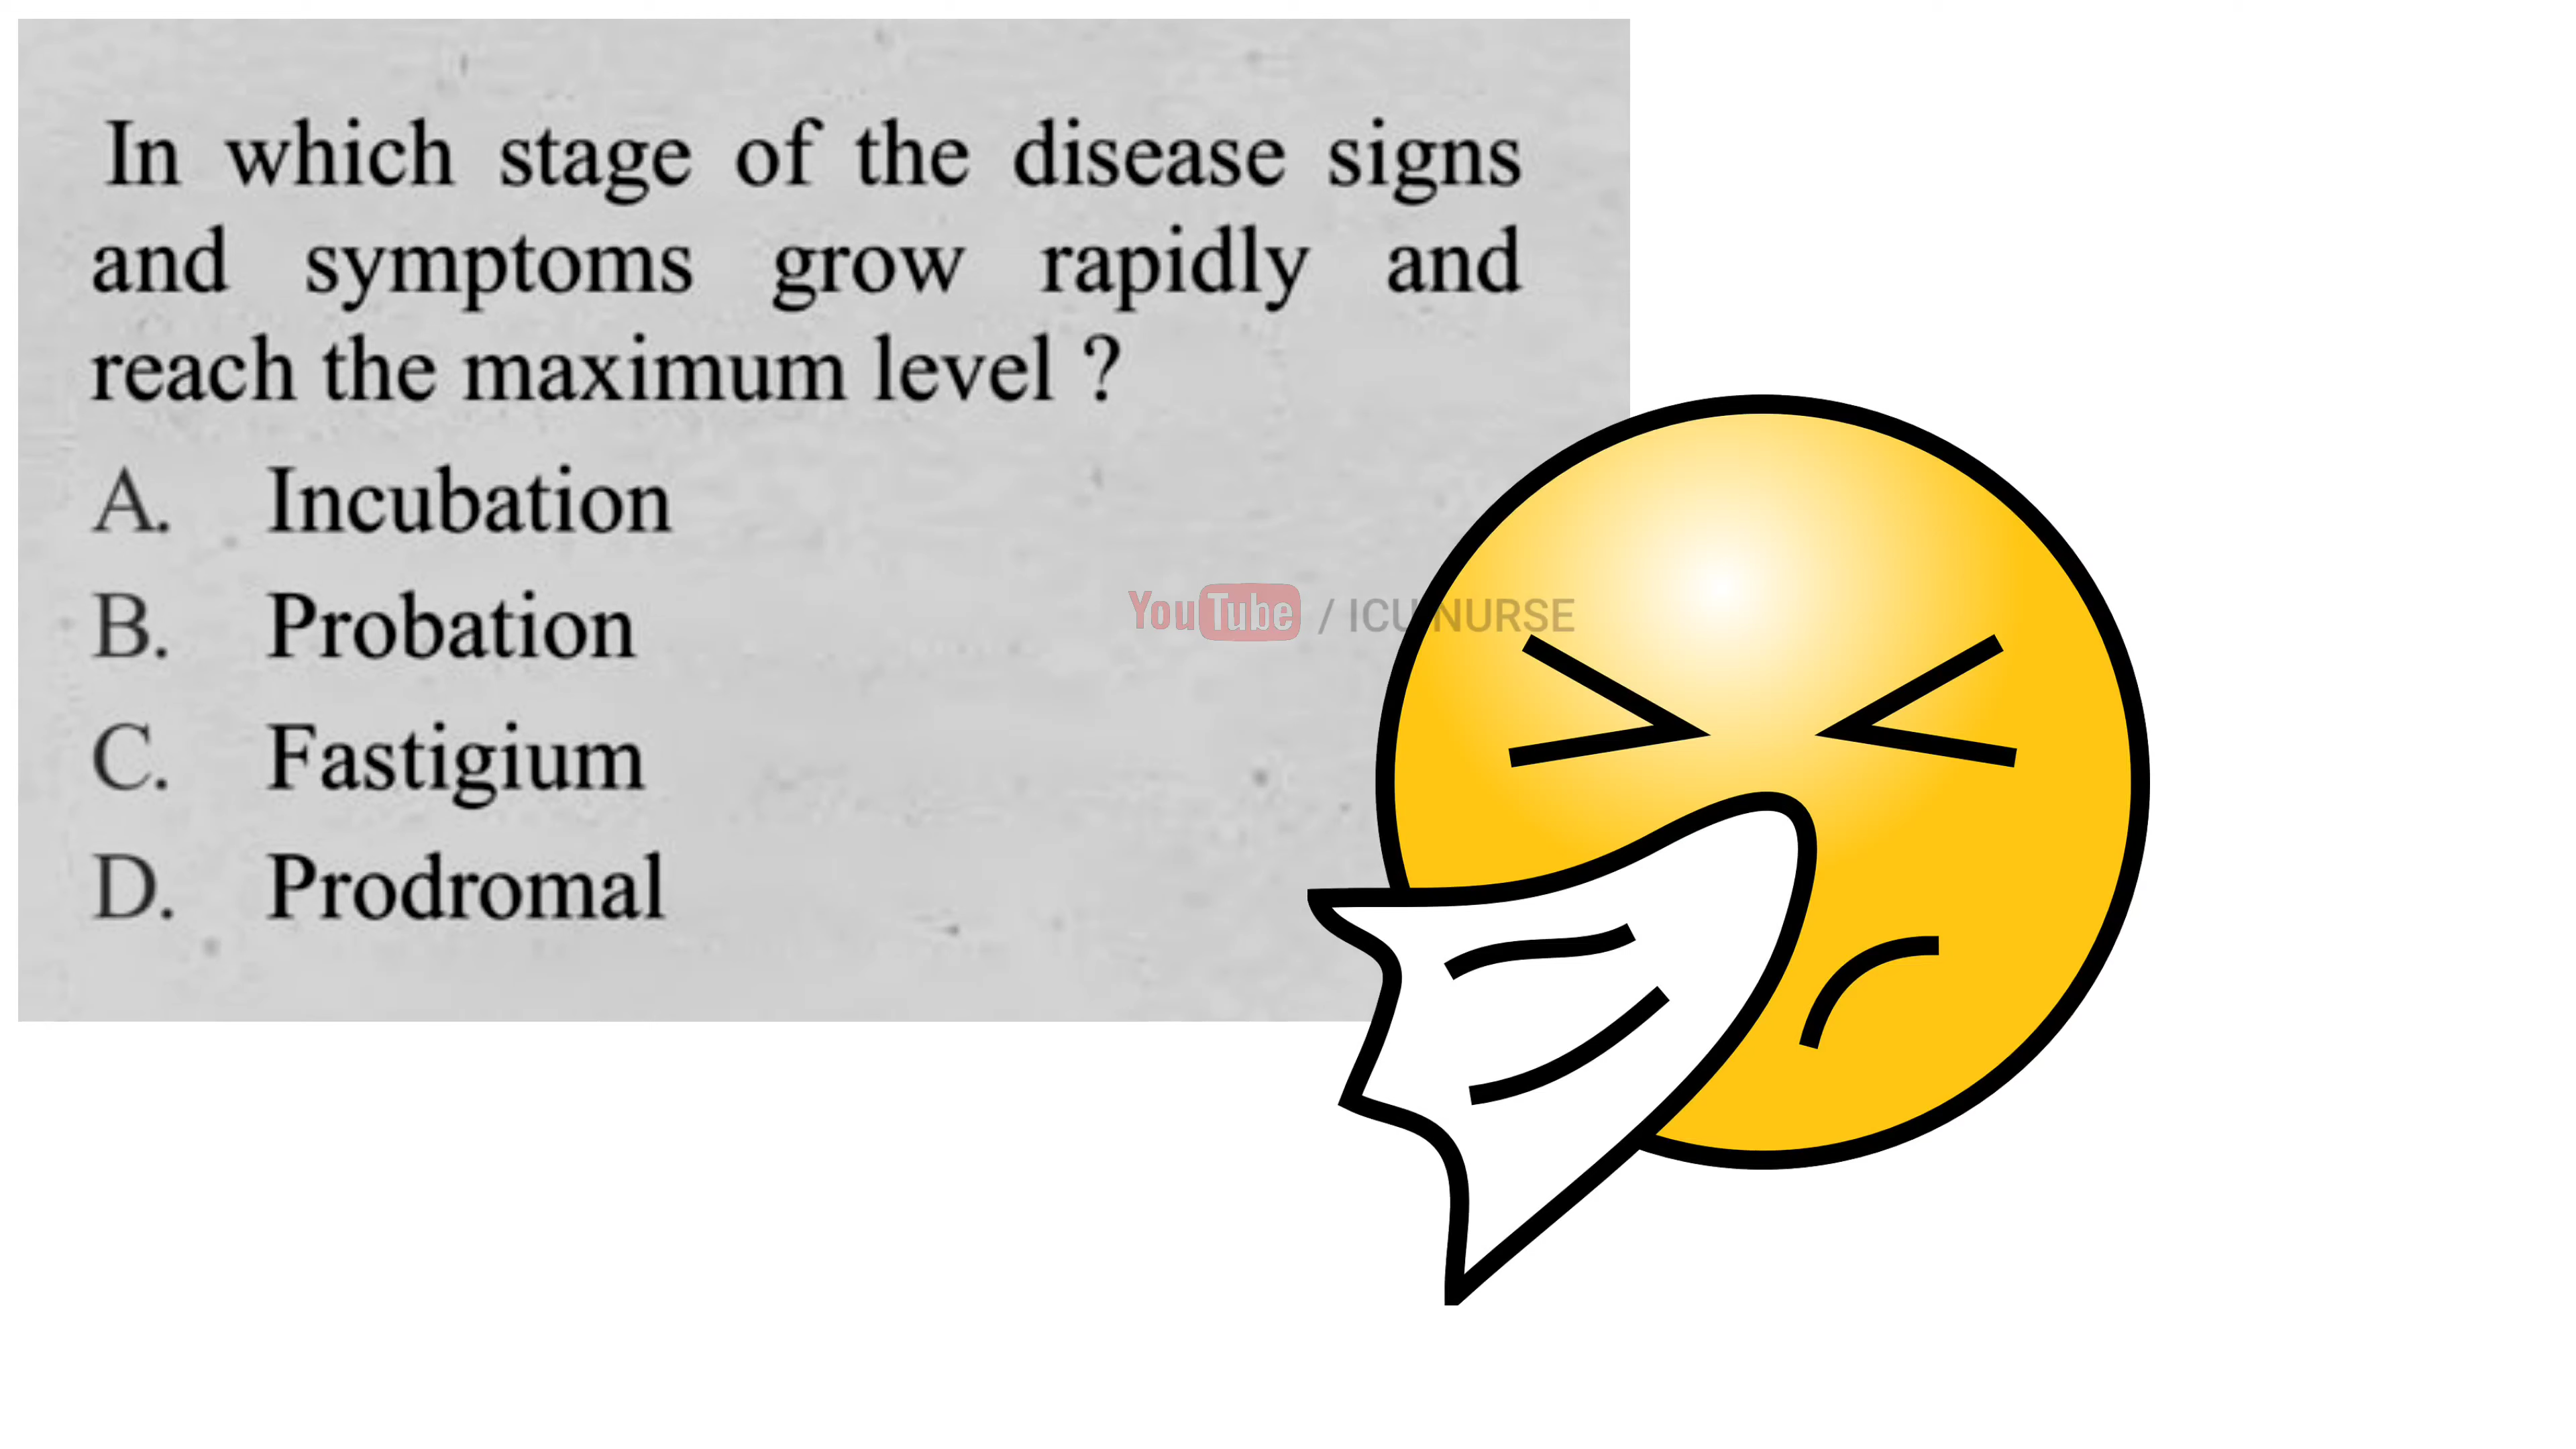 In which stage of the disease signs
and symptoms grow rapidly and
reach the maximum level ?
A. Incubation
B. Probation
C. Fastigium
D. Prodromal
YouTube / ICU NURSE